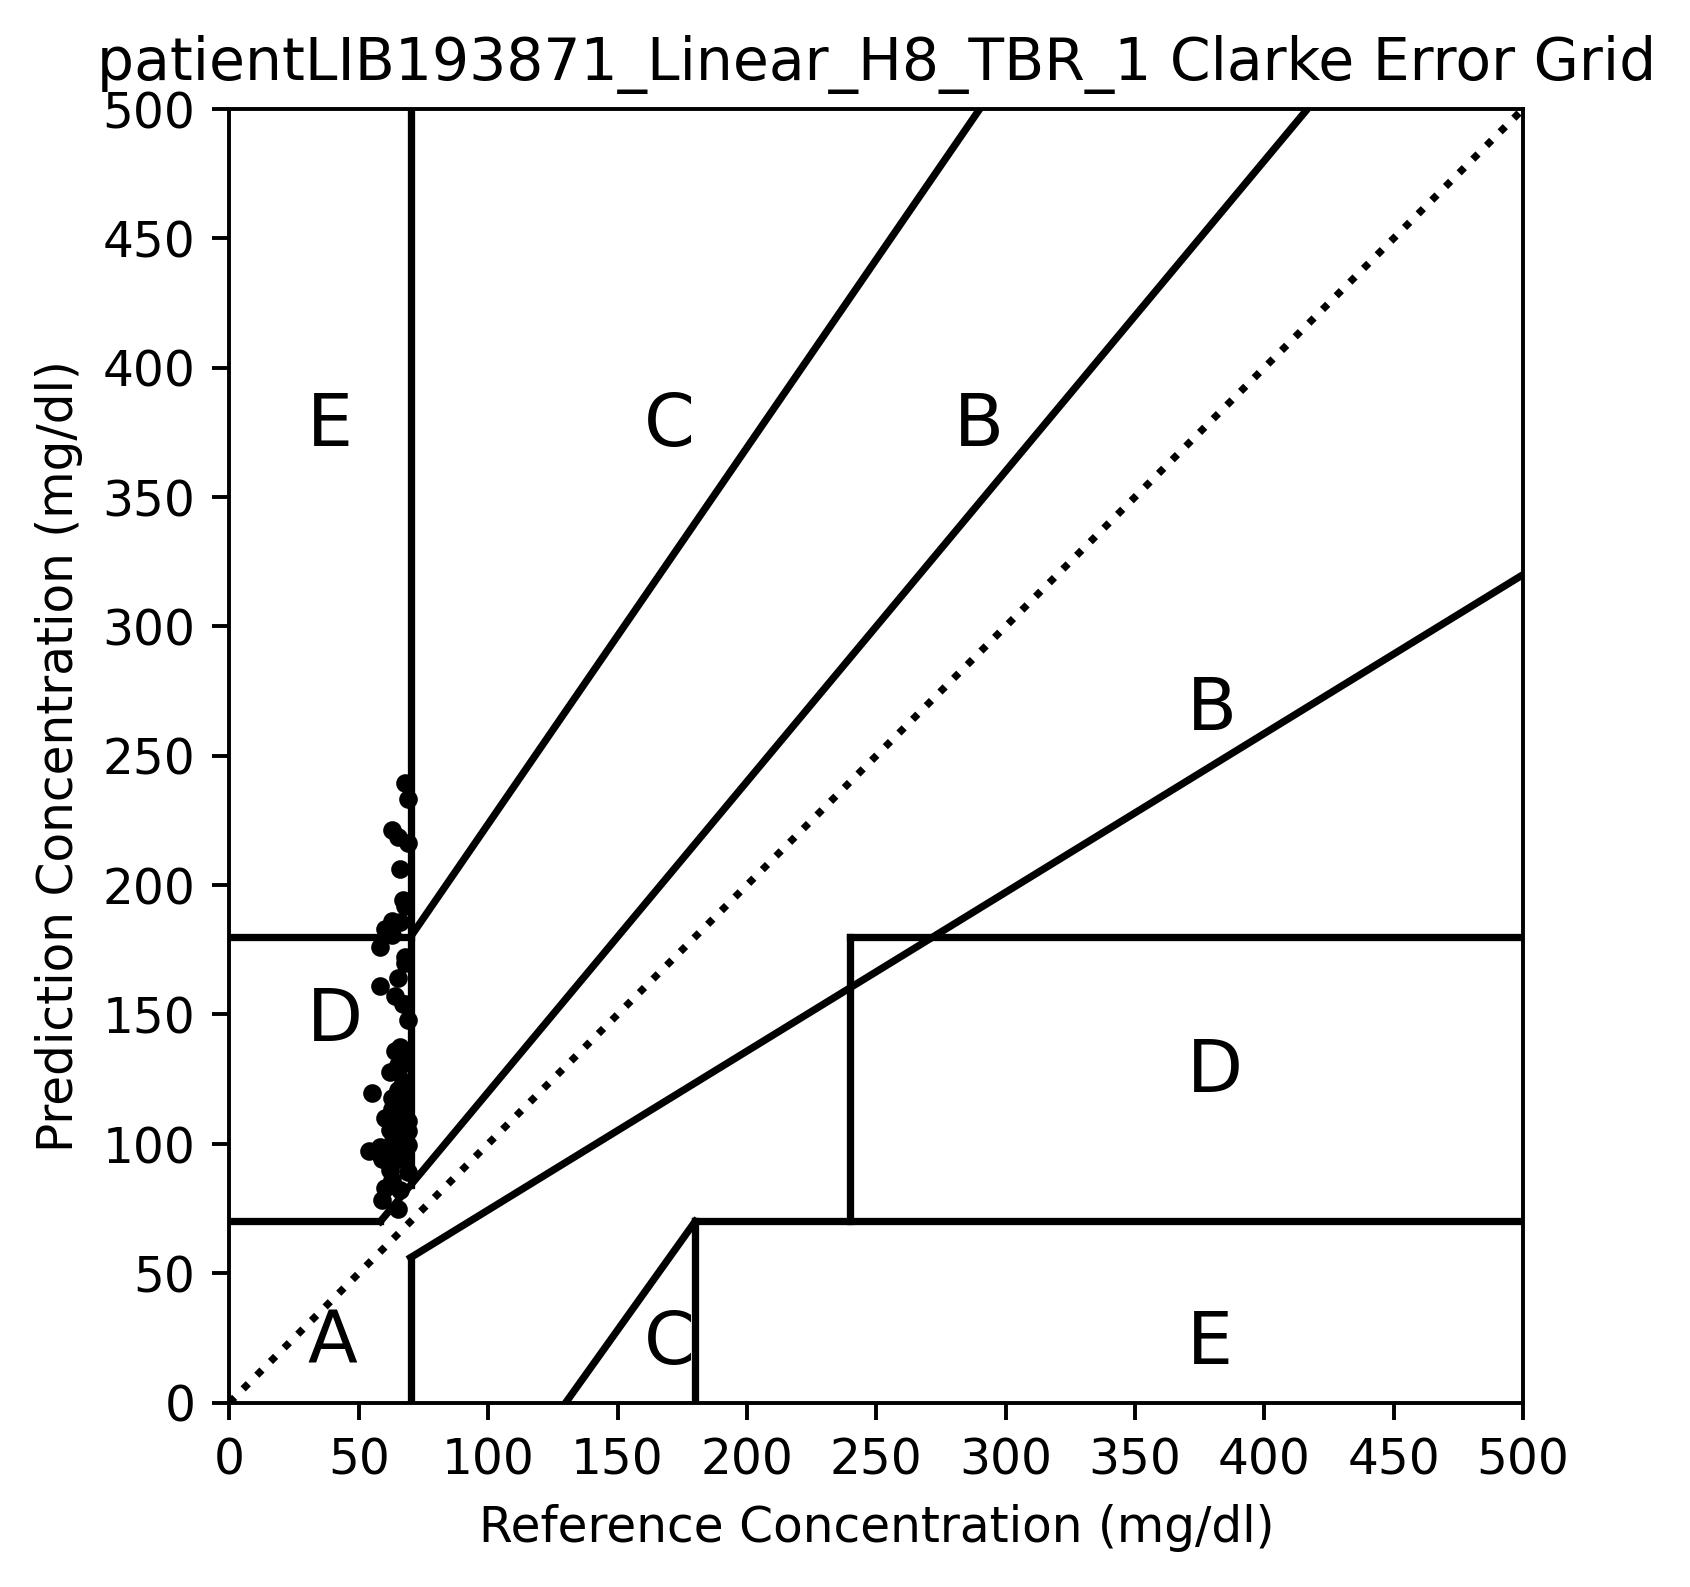 patientLIB193871_Linear_H8_TBR_1 Clarke Error Grid
500
450
400
350
300
250
200
150
100
50
0
Prediction Concentration (mg/dl)
E
C
B
B
D
D
A
C
E
0 50 100 150 200 250 300 350 400 450 500
Reference Concentration (mg/dl)